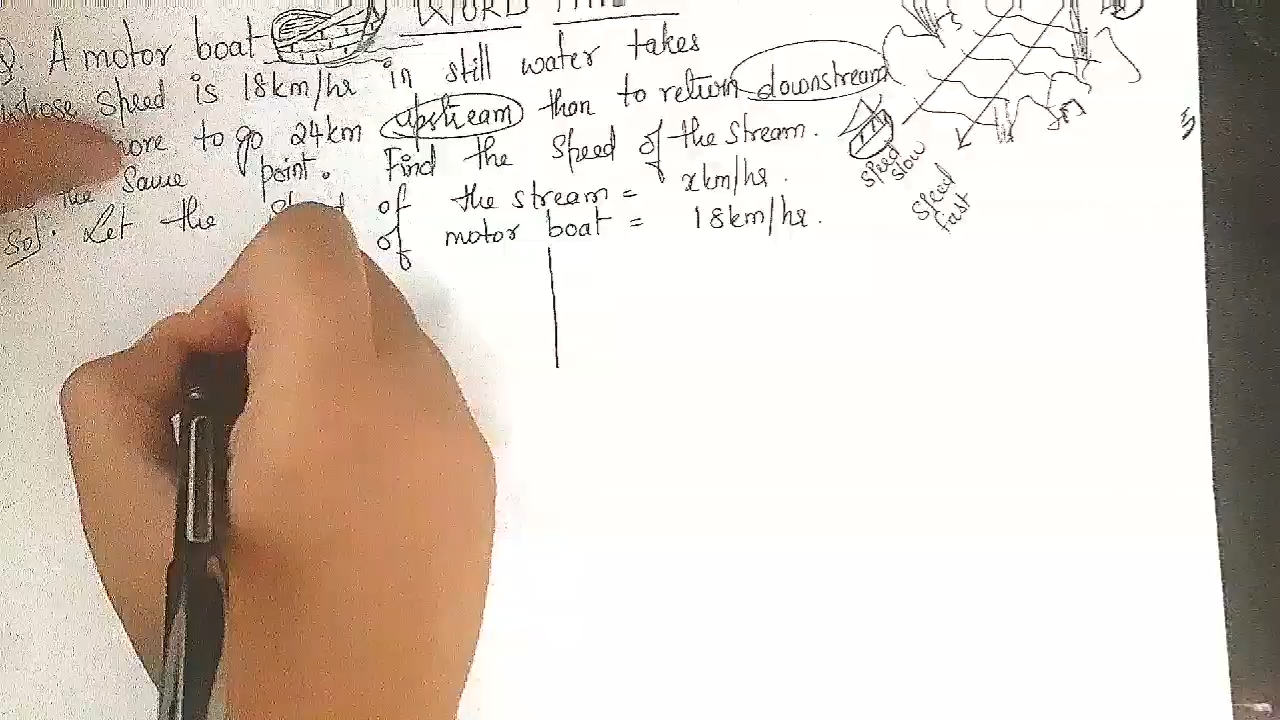 WORD
Q. A motor boat
whose speed is 18km/hr in still water takes
more to go 24km upstream than to return downstream
the same point. Find the speed of the stream.
Sol. Let the of the stream = x km/hr.
of motor boat = 18km/hr.
speed slow
speed fast